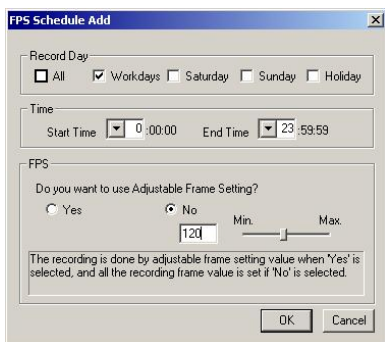 FPS Schedule Add
Record Day
All Workdays Saturday Sunday Holiday
Time
Start Time 0 :00:00 End Time 23 :59:59
FPS
Do you want to use Adjustable Frame Setting?
Yes No Min. Max.
120
The recording is done by adjustable frame setting value when 'Yes' is
selected, and all the recording frame value is set if 'No' is selected.
OK Cancel